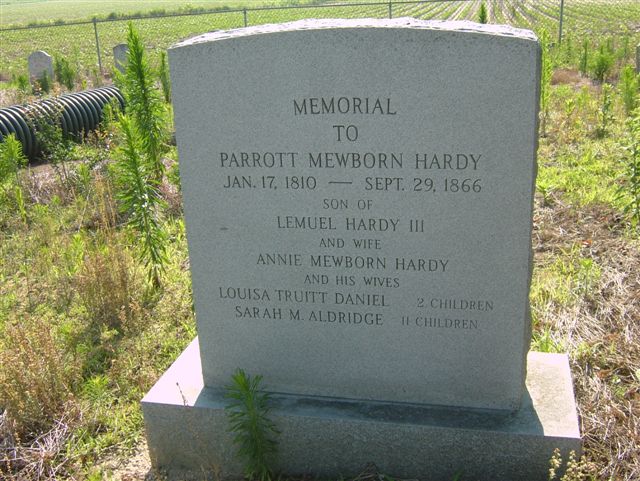 MEMORIAL
TO
PARROTT MEWBORN HARDY
JAN. 17, 1810 — SEPT. 29, 1866
SON OF
LEMUEL HARDY III
AND WIFE
ANNIE MEWBORN HARDY
AND HIS WIVES
LOUISA TRUITT DANIEL 2 CHILDREN
SARAH M. ALDRIDGE 11 CHILDREN